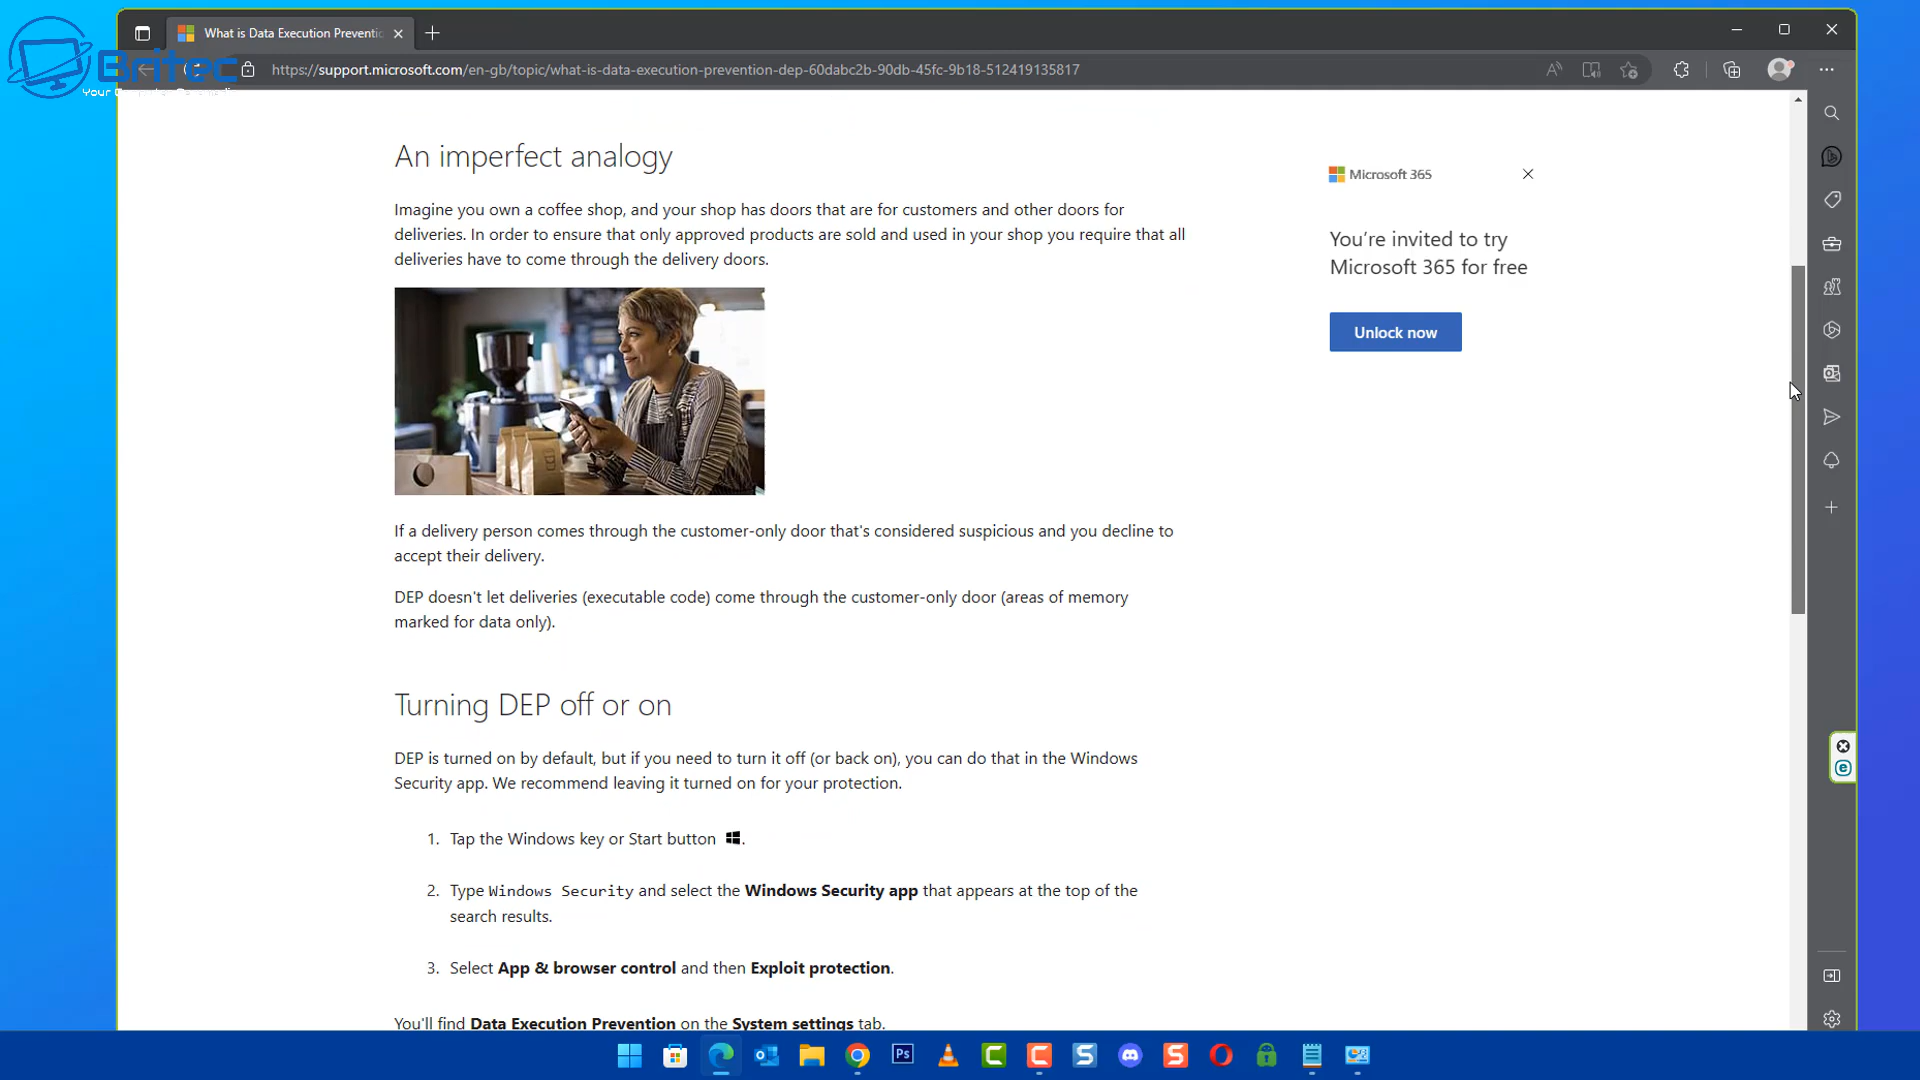 What is Data Execution Preventic
Britec
https://support.microsoft.com/en-gb/topic/what-is-data-execution-prevention-dep-60dabc2b-90db-45fc-9b18-512419135817
An imperfect analogy
Imagine you own a coffee shop, and your shop has doors that are for customers and other doors for
deliveries. In order to ensure that only approved products are sold and used in your shop you require that all
deliveries have to come through the delivery doors.
Microsoft 365
You're invited to try
Microsoft 365 for free
Unlock now
If a delivery person comes through the customer-only door that's considered suspicious and you decline to
accept their delivery.
DEP doesn't let deliveries (executable code) come through the customer-only door (areas of memory
marked for data only).
Turning DEP off or on
DEP is turned on by default, but if you need to turn it off (or back on), you can do that in the Windows
Security app. We recommend leaving it turned on for your protection.
1. Tap the Windows key or Start button .
2. Type Windows Security and select the Windows Security app that appears at the top of the
search results.
3. Select App & browser control and then Exploit protection.
You'll find Data Execution Prevention on the System settings tab.
Ps